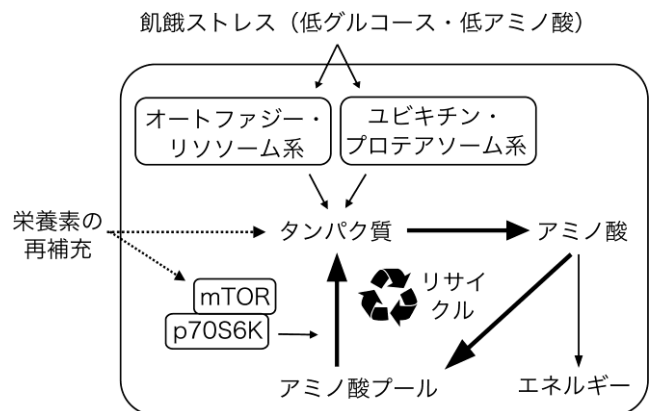 飢餓ストレス（低グルコース・低アミノ酸）
オートファジー・
リソソーム系
ユビキチン・
プロテアソーム系
栄養素の
再補充
タンパク質
アミノ酸
mTOR
p70S6K
リサイ
クル
アミノ酸プール
エネルギー